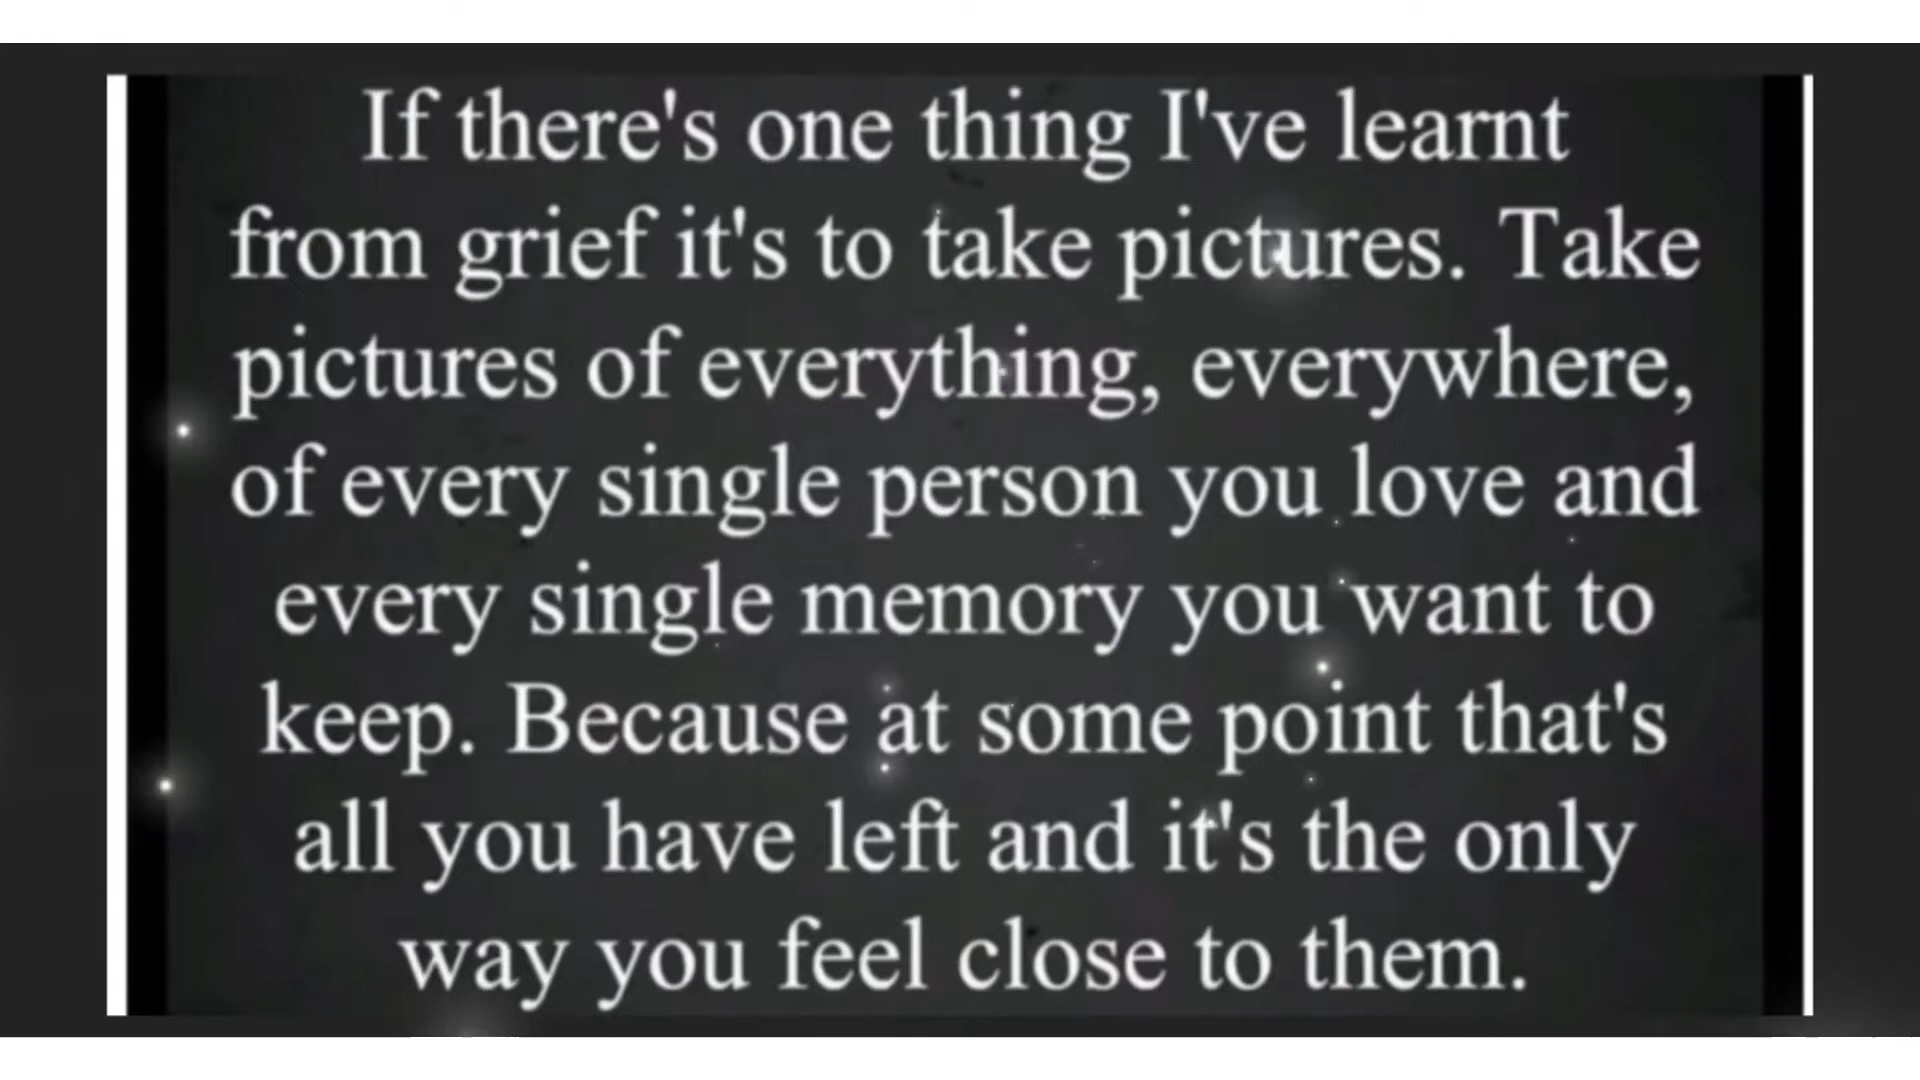 If there's one thing I've learnt
from grief it's to take pictures. Take
pictures of everything, everywhere,
of every single person you love and
every single memory you want to
keep. Because at some point that's
all you have left and it's the only
way you feel close to them.